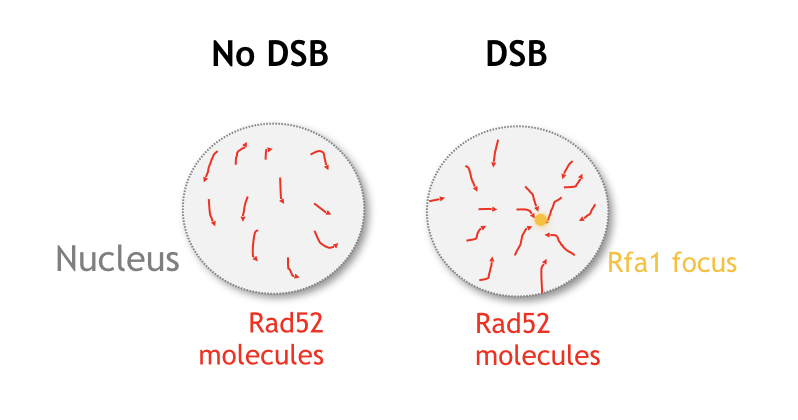 No DSB
DSB
Nucleus
Rfa1 focus
Rad52
molecules
Rad52
molecules